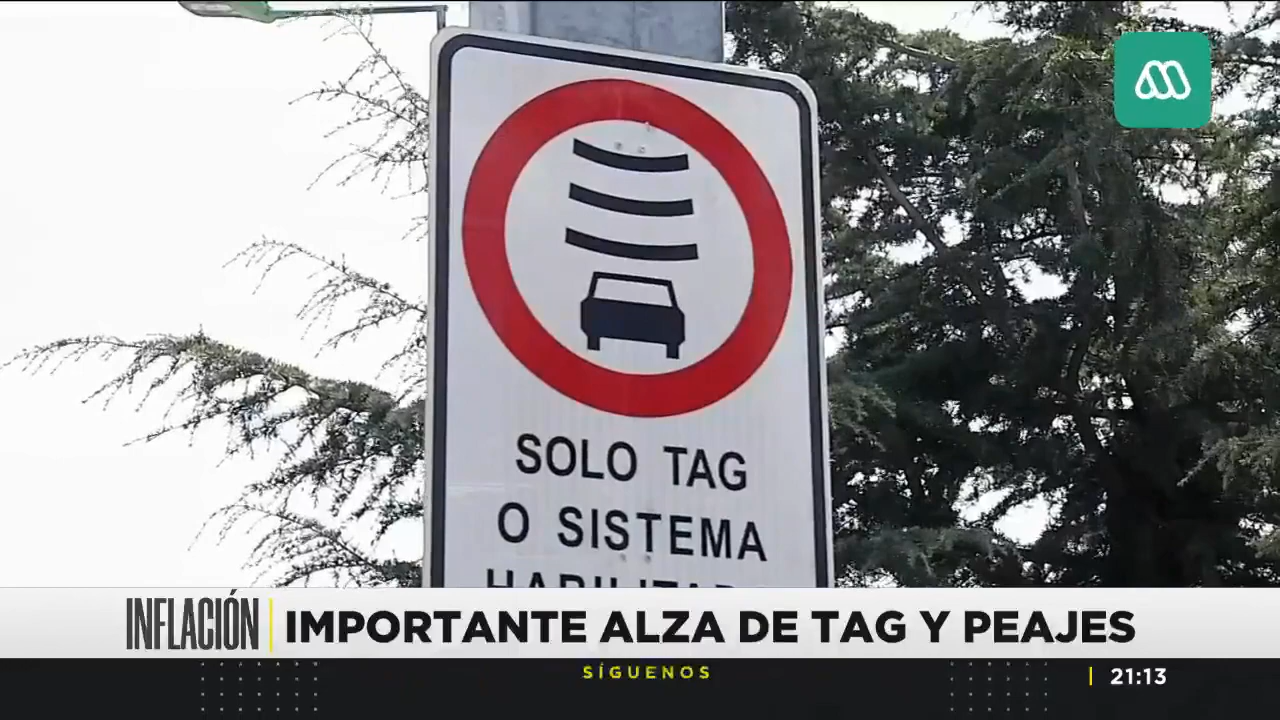 SOLO TAG
O SISTEMA
INFLACIÓN
IMPORTANTE ALZA DE TAG Y PEAJES
SÍGUENOS
21:13